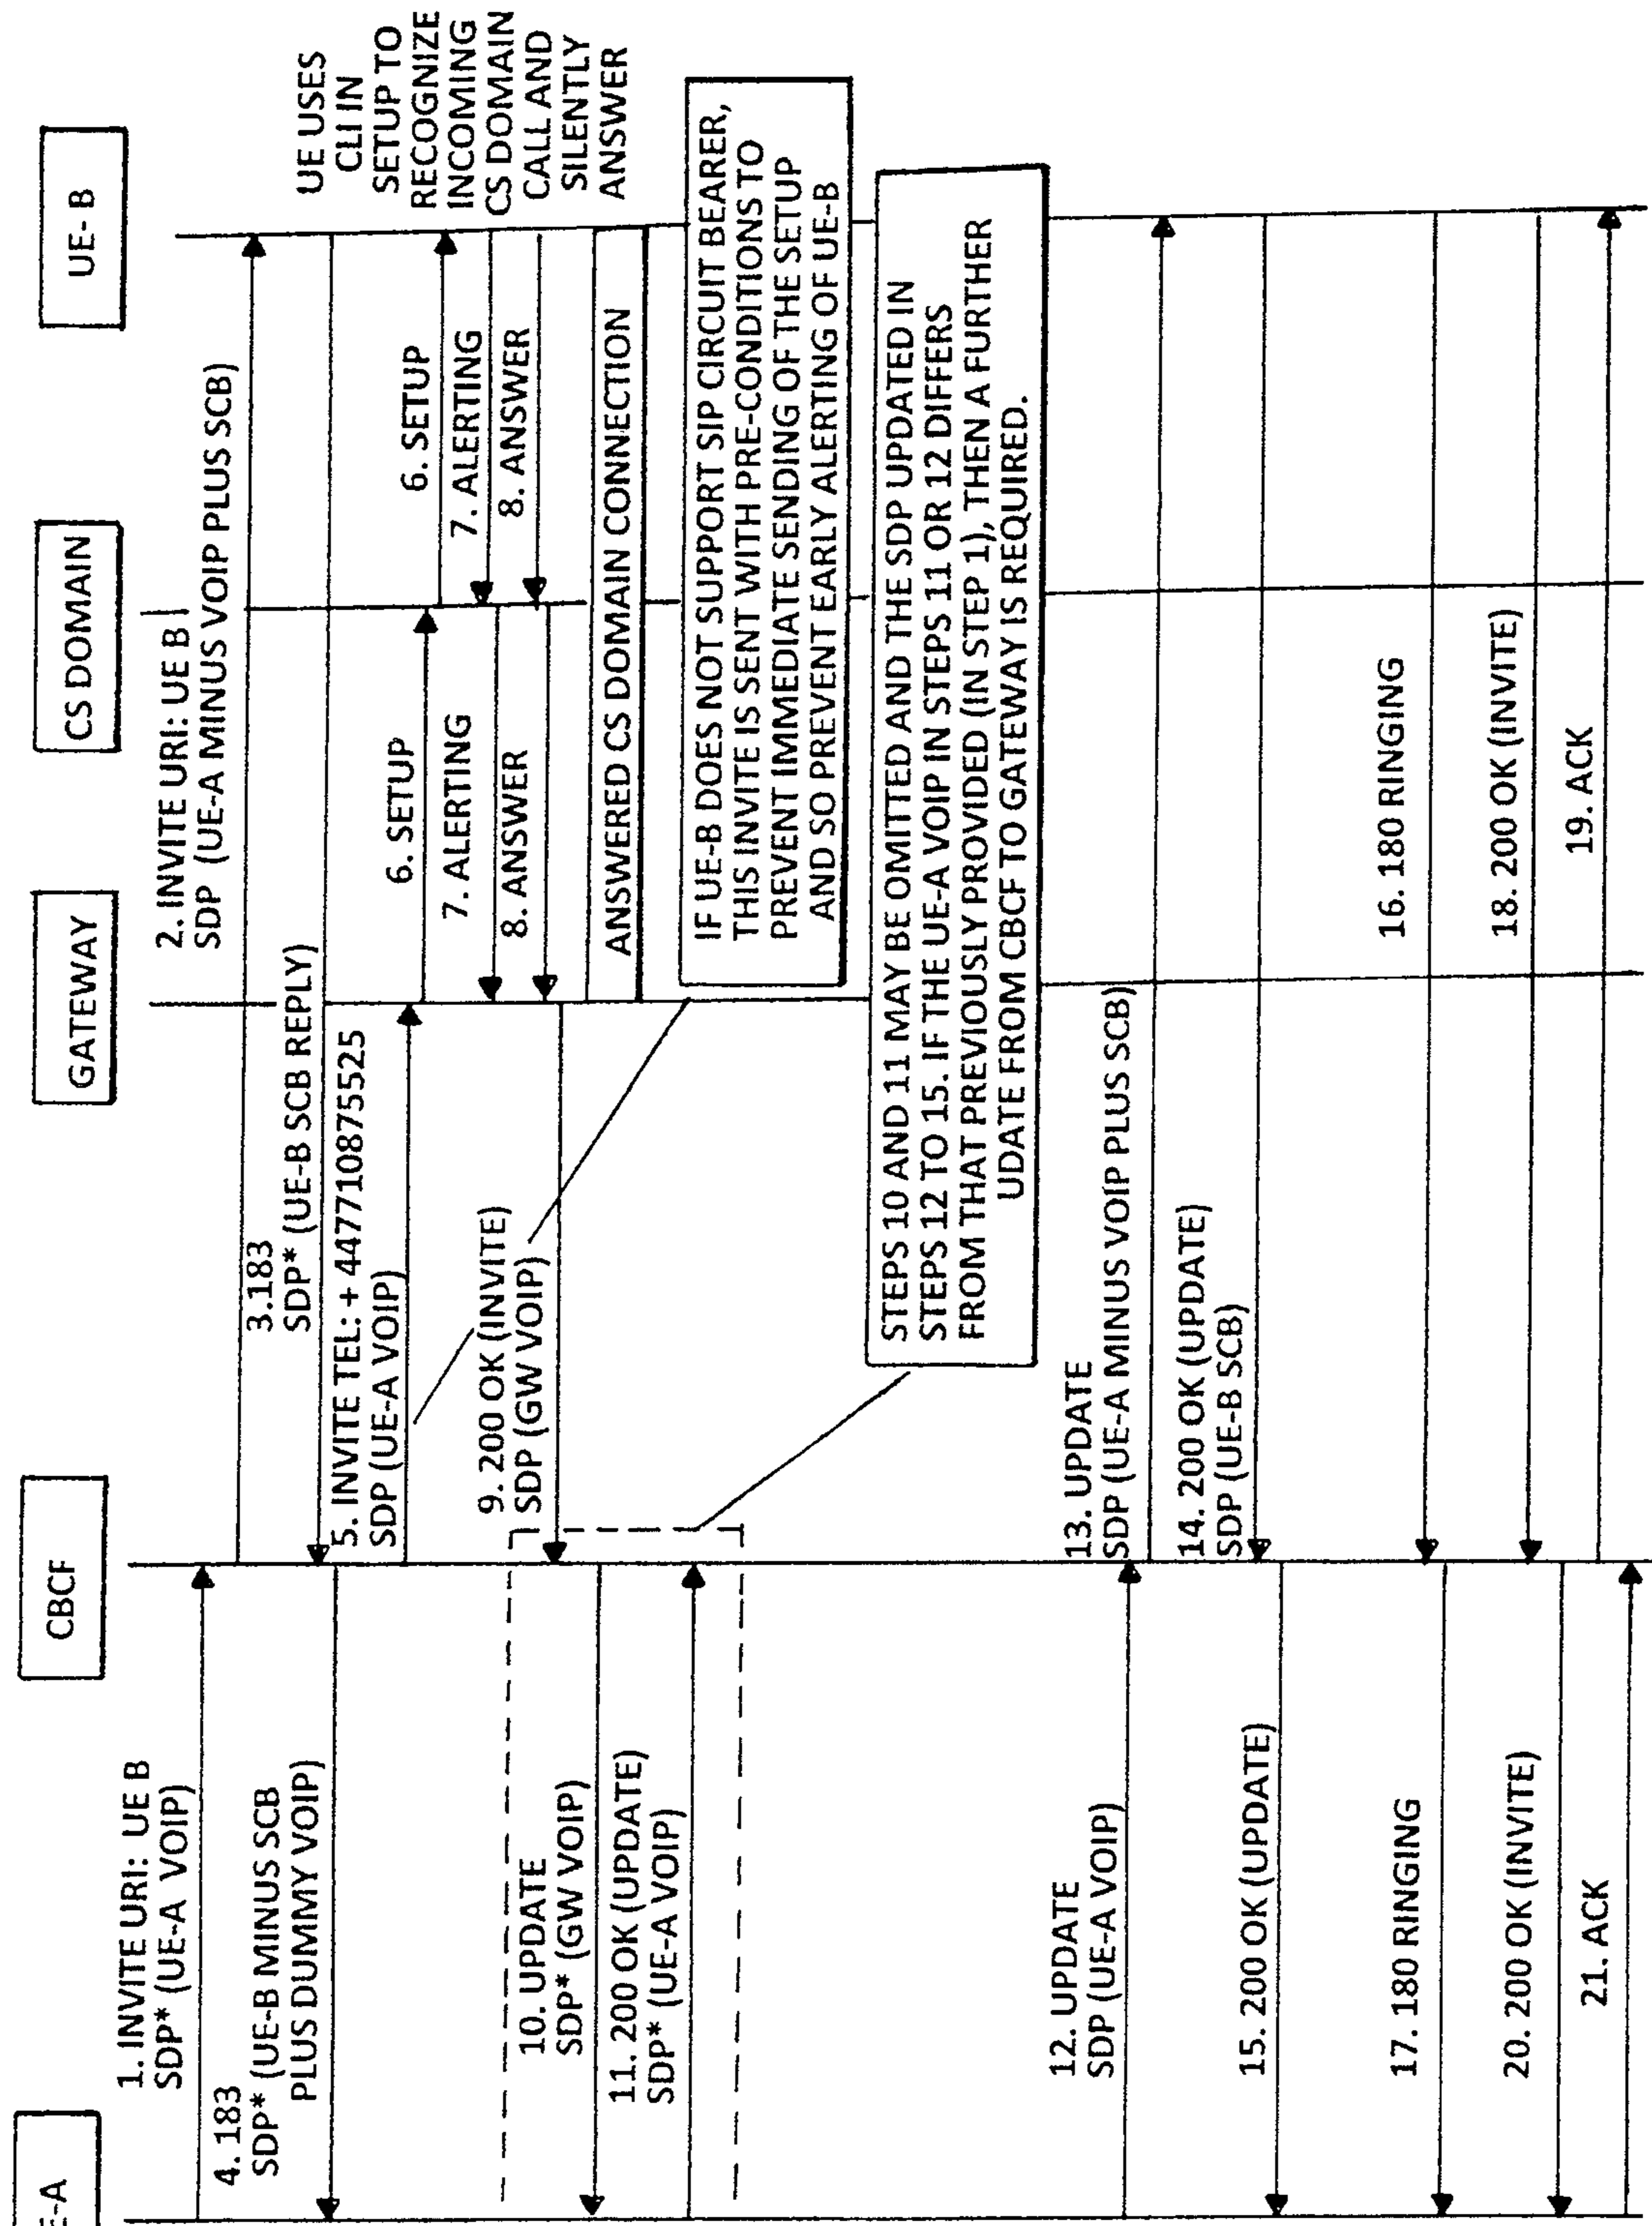 E-A
CBCF
GATEWAY
CS DOMAIN
UE- B
1. INVITE URI: UE B
SDP* (UE-A VOIP)
2. INVITE URI: UE B
SDP (UE-A MINUS VOIP PLUS SCB)
3.183
SDP* (UE-B SCB REPLY)
4. 183
SDP* (UE-B MINUS SCB
PLUS DUMMY VOIP)
5. INVITE TEL: + 447710875525
SDP (UE-A VOIP)
6. SETUP
6. SETUP
UE USES
CLI IN
SETUP TO
RECOGNIZE
INCOMING
CS DOMAIN
CALL AND
SILENTLY
ANSWER
7. ALERTING
7. ALERTING
8. ANSWER
8. ANSWER
9. 200 OK (INVITE)
SDP (GW VOIP)
ANSWERED CS DOMAIN CONNECTION
10. UPDATE
SDP* (GW VOIP)
11. 200 OK (UPDATE)
SDP* (UE-A VOIP)
IF UE-B DOES NOT SUPPORT SIP CIRCUIT BEARER,
THIS INVITE IS SENT WITH PRE-CONDITIONS TO
PREVENT IMMEDIATE SENDING OF THE SETUP
AND SO PREVENT EARLY ALERTING OF UE-B
STEPS 10 AND 11 MAY BE OMITTED AND THE SDP UPDATED IN
STEPS 12 TO 15. IF THE UE-A VOIP IN STEPS 11 OR 12 DIFFERS
FROM THAT PREVIOUSLY PROVIDED (IN STEP 1), THEN A FURTHER
UDATE FROM CBCF TO GATEWAY IS REQUIRED.
12. UPDATE
SDP (UE-A VOIP)
13. UPDATE
SDP (UE-A MINUS VOIP PLUS SCB)
14. 200 OK (UPDATE)
SDP (UE-B SCB)
15. 200 OK (UPDATE)
16. 180 RINGING
17. 180 RINGING
18. 200 OK (INVITE)
19. ACK
20. 200 OK (INVITE)
21. ACK